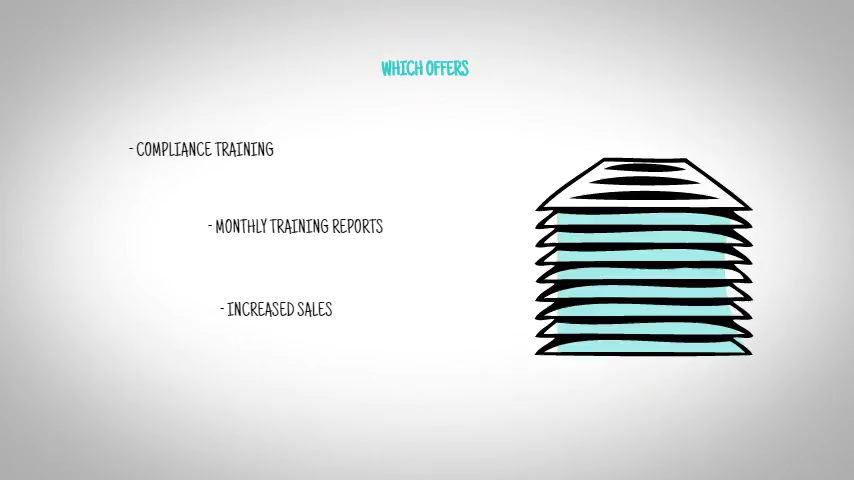 WHICH OFFERS
- COMPLIANCE TRAINING
- MONTHLY TRAINING REPORTS
- INCREASED SALES